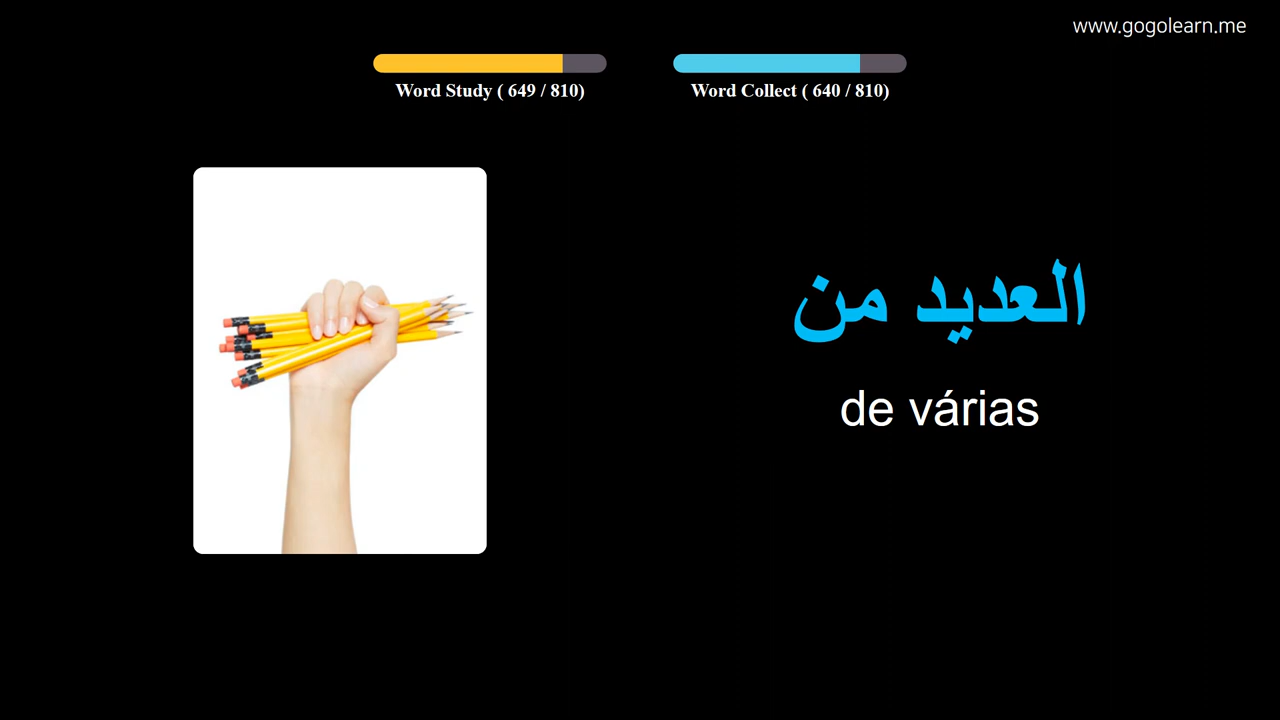 www.gogolearn.me
Word Study ( 649 / 810)
Word Collect ( 640 / 810)
العديد من
de várias